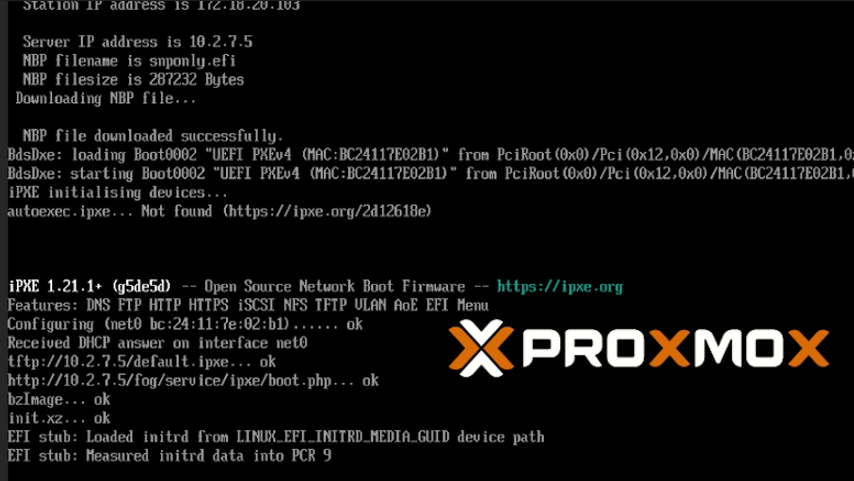 Station IP address is 172.18.20.103
Server IP address is 10.2.7.5
NBP filename is snponly.efi
NBP filesize is 287232 Bytes
Downloading NBP file...
NBP file downloaded successfully.
BdsDxe: loading Boot0002 "UEFI PXEv4 (MAC:BC24117E02B1)" from PciRoot(0x0)/Pci(0x12,0x0)/MAC(BC24117E02B1,0
BdsDxe: starting Boot0002 "UEFI PXEv4 (MAC:BC24117E02B1)" from PciRoot(0x0)/Pci(0x12,0x0)/MAC(BC24117E02B1,
iPXE initialising devices...
autoexec.ipxe... Not found (https://ipxe.org/2d12618e)
iPXE 1.21.1+ (g5de5d) -- Open Source Network Boot Firmware -- https://ipxe.org
Features: DNS FTP HTTP HTTPS iSCSI NFS TFTP VLAN AoE EFI Menu
Configuring (net0 bc:24:11:7e:02:b1)...... ok
Received DHCP answer on interface net0
tftp://10.2.7.5/default.ipxe... ok
http://10.2.7.5/fog/service/ipxe/boot.php... ok
bzImage... ok
init.xz... ok
EFI stub: Loaded initrd from LINUX_EFI_INITRD_MEDIA_GUID device path
EFI stub: Measured initrd data into PCR 9
PROXMOX